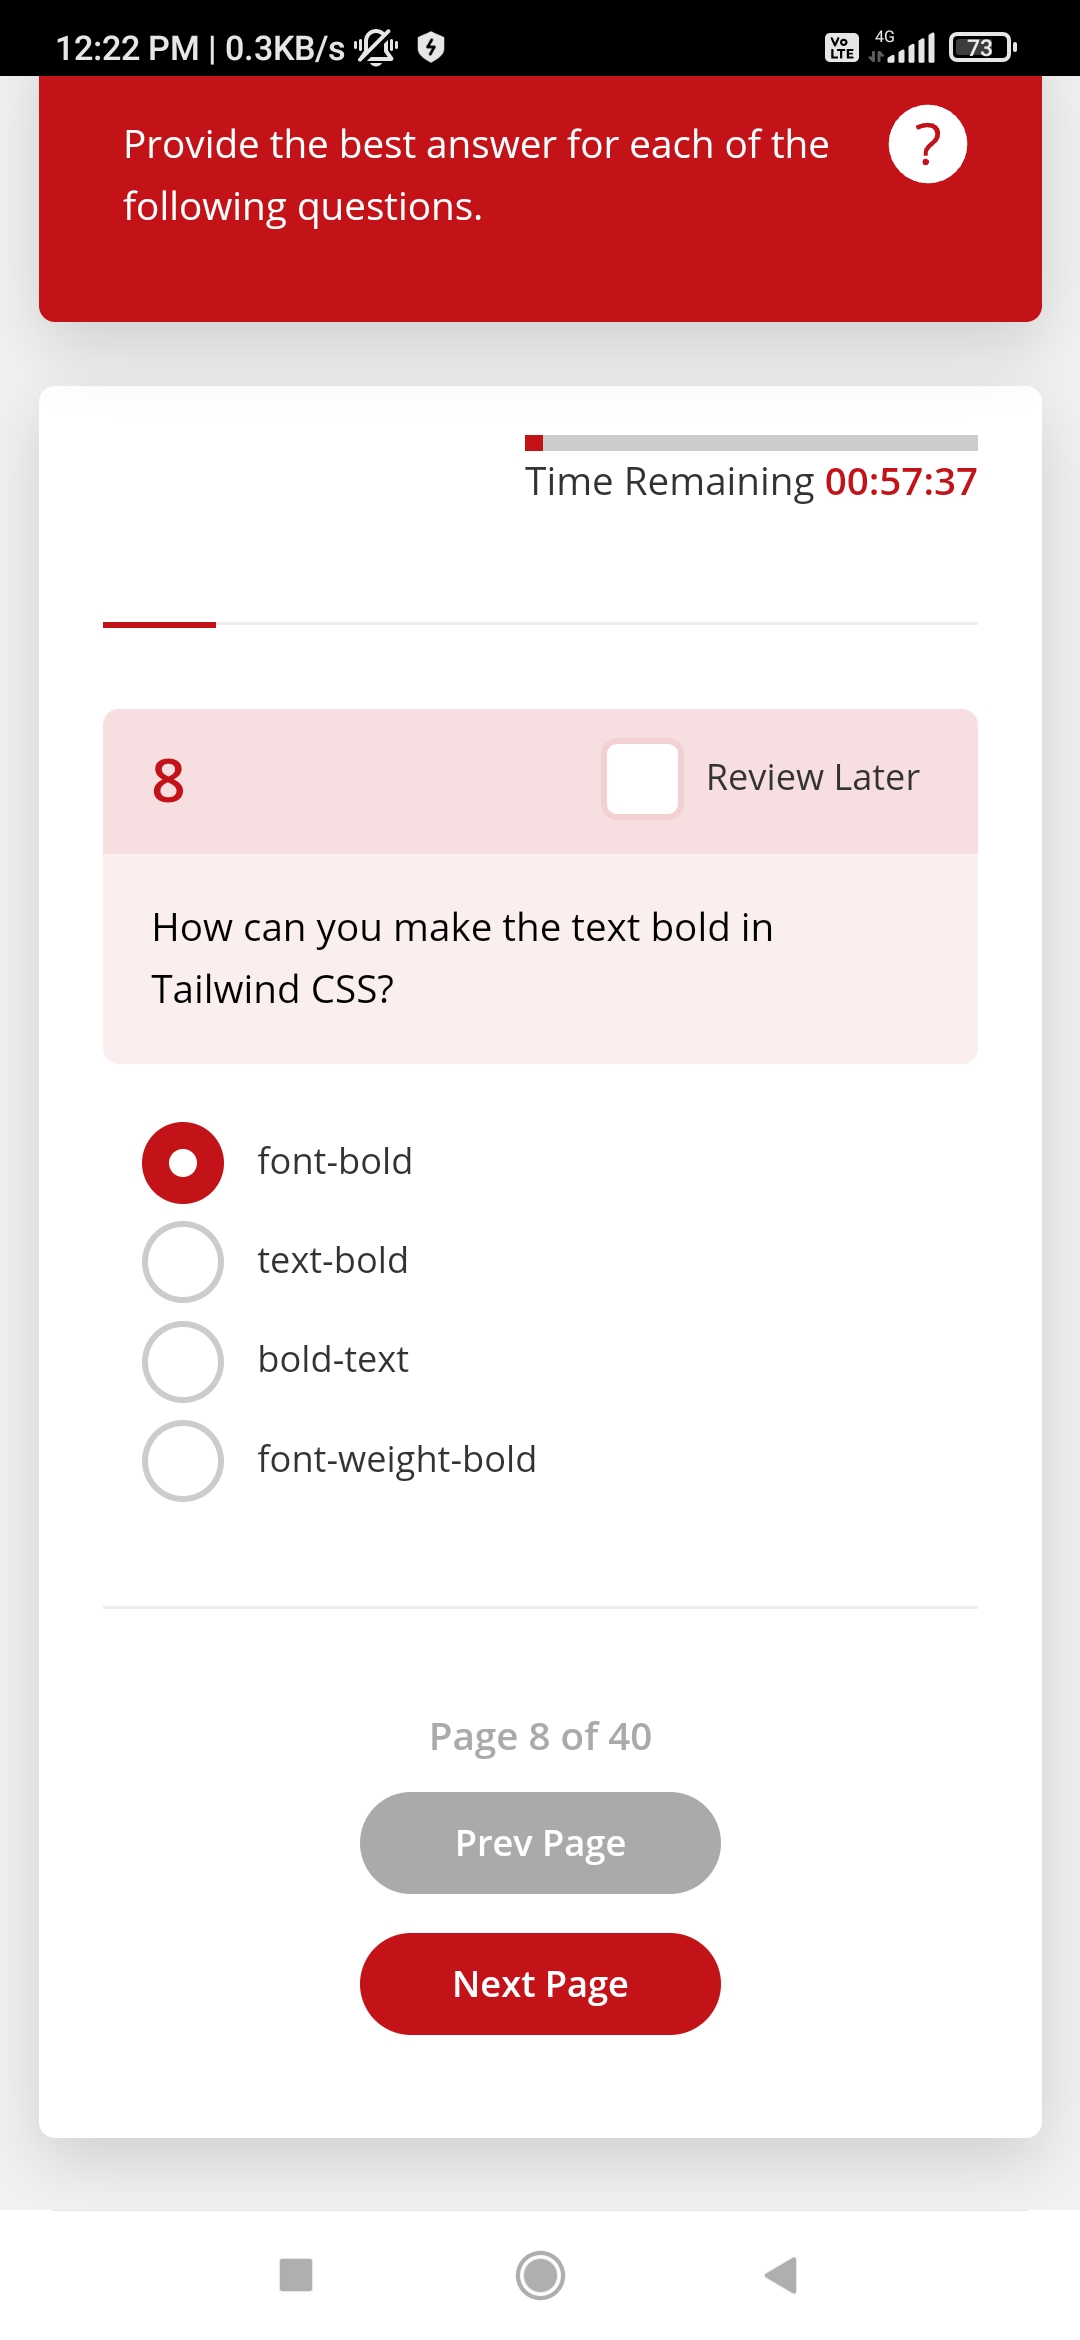 12:22 PM | 0.3KB/s
Vo
LTE
4G
73
Provide the best answer for each of the
following questions.
?
Time Remaining 00:57:37
8
Review Later
How can you make the text bold in
Tailwind CSS?
font-bold
text-bold
bold-text
font-weight-bold
Page 8 of 40
Prev Page
Next Page